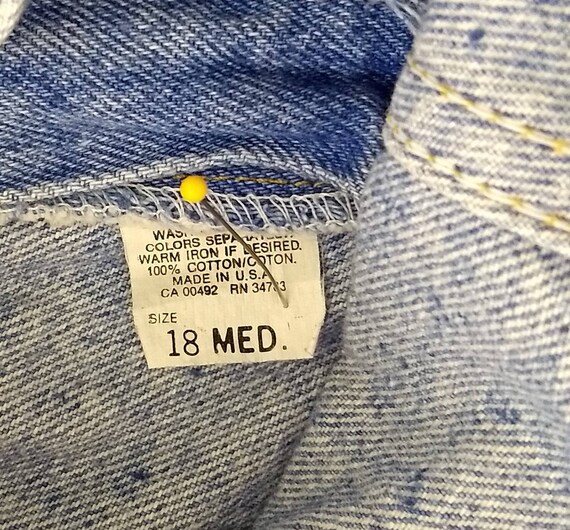 COLORS SEPARATELY.
WARM IRON IF DESIRED.
100% COTTON/COTON.
MADE IN U.S.A.
CA 00492 RN
SIZE
18 MED.